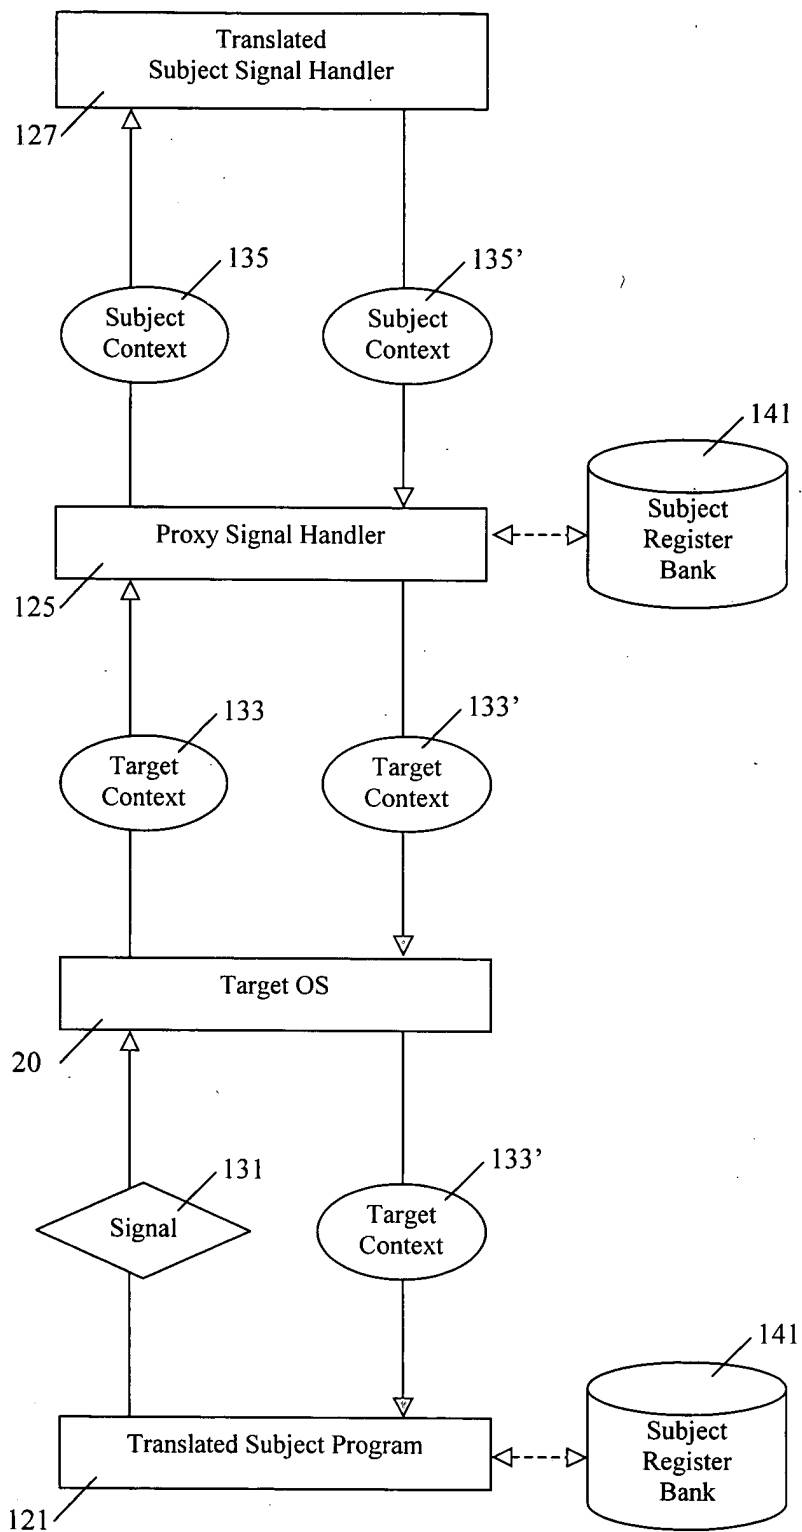 Translated
Subject Signal Handler
127
135
135’
Subject
Context
Subject
Context
141
Proxy Signal Handler
Subject
Register
Bank
125
133
133’
Target
Context
Target
Context
Target OS
20
131
133’
Signal
Target
Context
141
Translated Subject Program
Subject
Register
Bank
121